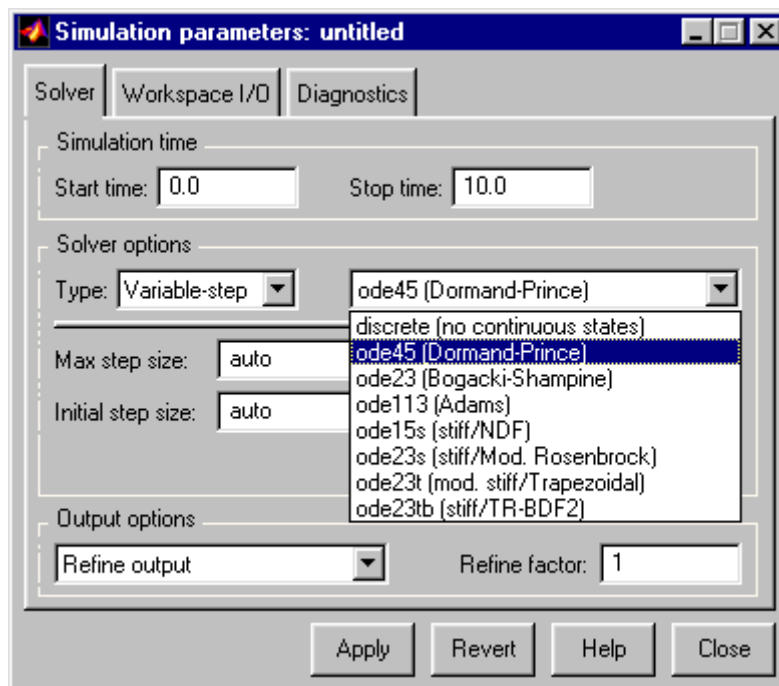 Simulation parameters: untitled
Solver Workspace I/O Diagnostics
Simulation time
Start time: 0.0 Stop time: 10.0
Solver options
Type: Variable-step ode45 (Dormand-Prince)
discrete (no continuous states)
ode45 (Dormand-Prince)
Max step size: auto
ode23 (Bogacki-Shampine)
ode113 (Adams)
Initial step size: auto
ode15s (stiff/NDF)
ode23s (stiff/Mod. Rosenbrock)
ode23t (mod. stiff/Trapezoidal)
ode23tb (stiff/TR-BDF2)
Output options
Refine output Refine factor: 1
Apply Revert Help Close